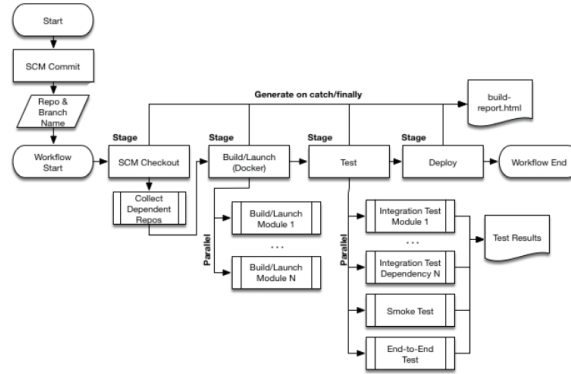 Start
SCM Commit
Repo &
Branch
Name
Workflow
Start
Generate on catch/finally
build-
report.html
Stage
SCM Checkout
Collect
Dependent
Repos
Stage
Build/Launch
(Docker)
Parallel
Build/Launch
Module 1
...
Build/Launch
Module N
Stage
Test
Parallel
Integration Test
Module 1
...
Integration Test
Dependency N
Smoke Test
End-to-End
Test
Test Results
Stage
Deploy
Workflow End